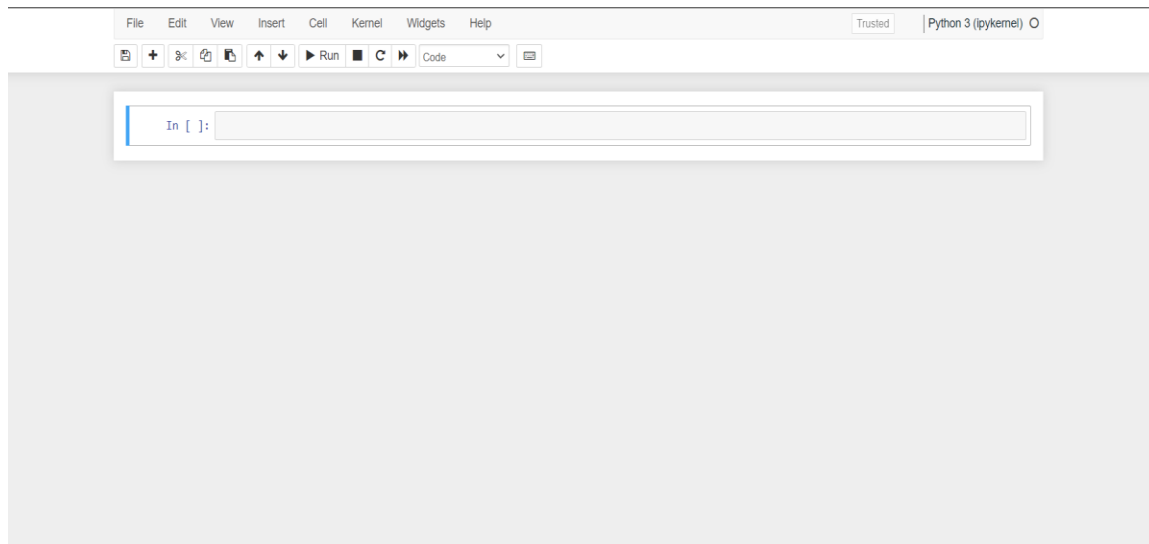 File Edit View Insert Cell Kernel Widgets Help Trusted Python 3 (ipykernel)
Run Code
In [ ]: